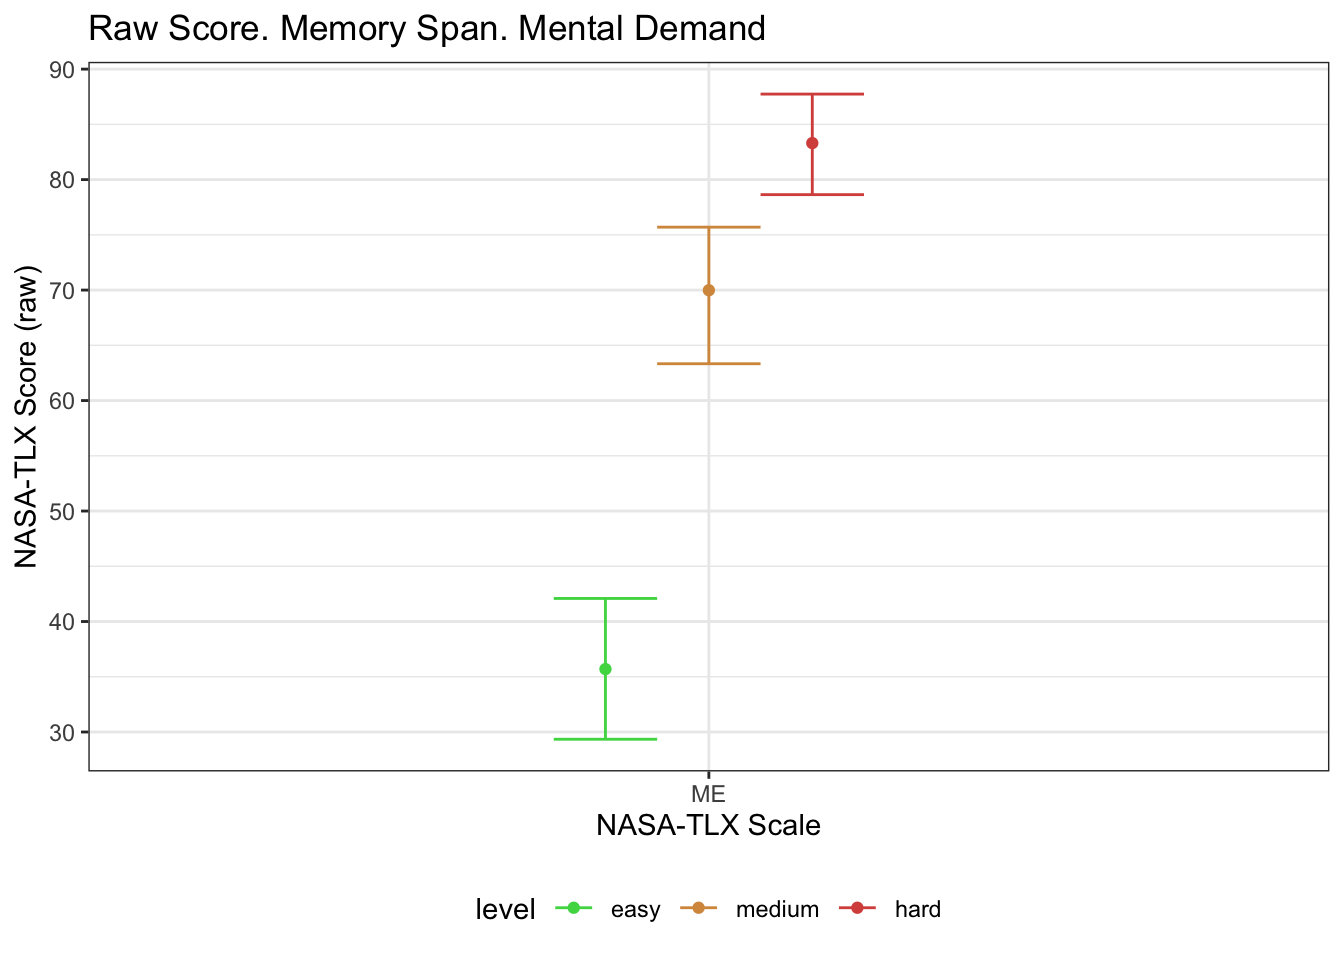 Raw Score. Memory Span. Mental Demand
NASA-TLX Score (raw)
90
80
70
60
50
40
30
ME
NASA-TLX Scale
level easy medium hard